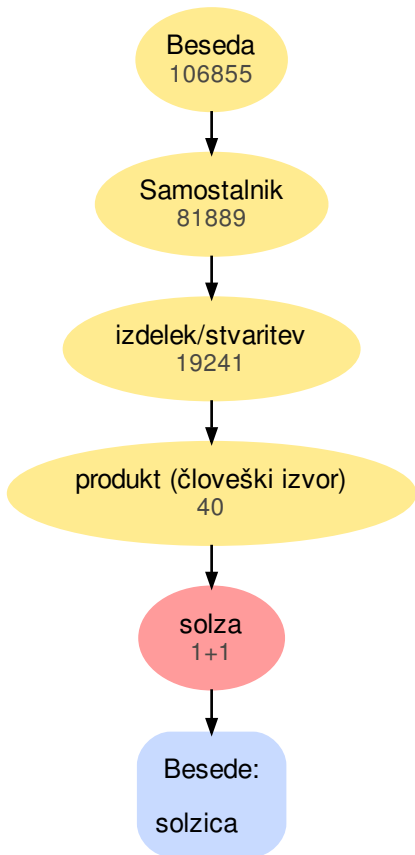 Beseda
106855
Samostalnik
81889
izdelek/stvaritev
19241
produkt (človeški izvor)
40
solza
1+1
Besede:
solzica